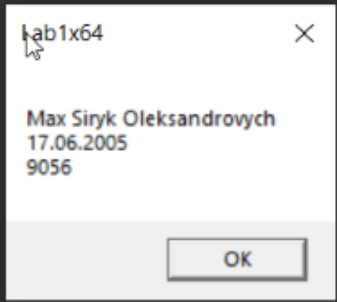 Lab1x64
Max Siryk Oleksandrovych
17.06.2005
9056
OK